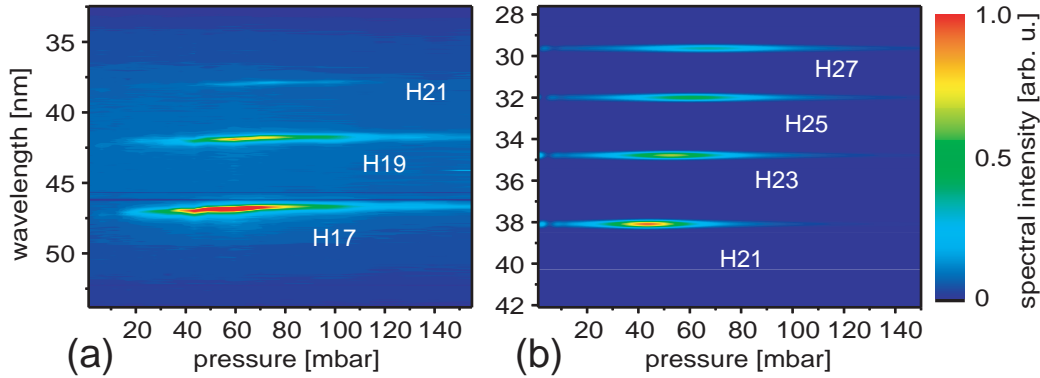 35
40
45
50
wavelength [nm]
H21
H19
H17
20 40 60 80 100 120 140
(a) pressure [mbar]
28
30
32
34
36
38
40
42
H27
H25
H23
H21
20 40 60 80 100 120 140
(b) pressure [mbar]
1.0
0.5
0
spectral intensity [arb. u.]